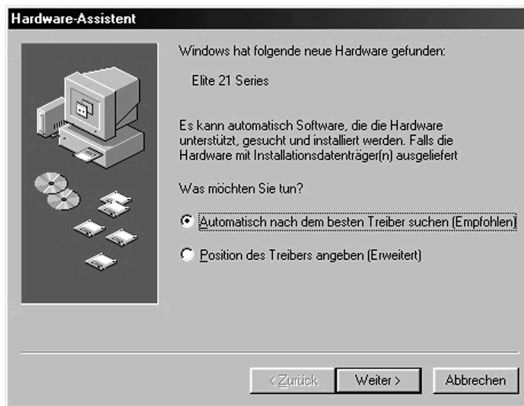 Hardware-Assistent
Windows hat folgende neue Hardware gefunden:
Elite 21 Series
Es kann automatisch Software, die die Hardware
unterstützt, gesucht und installiert werden. Falls die
Hardware mit Installationsdatenträger(n) ausgeliefert
Was möchten Sie tun?
Automatisch nach dem besten Treiber suchen (Empfohlen)
Position des Treibers angeben (Erweitert)
< Zurück
Weiter >
Abbrechen